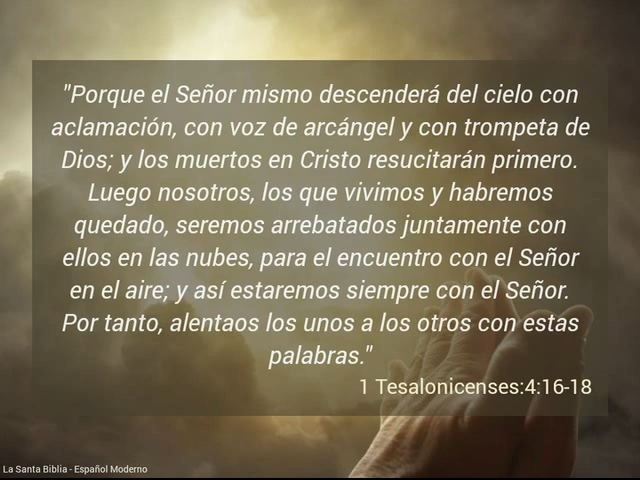 "Porque el Señor mismo descenderá del cielo con
aclamación, con voz de arcángel y con trompeta de
Dios; y los muertos en Cristo resucitarán primero.
Luego nosotros, los que vivimos y habremos
quedado, seremos arrebatados juntamente con
ellos en las nubes, para el encuentro con el Señor
en el aire; y así estaremos siempre con el Señor.
Por tanto, alentaos los unos a los otros con estas
palabras."
1 Tesalonicenses:4:16-18
La Santa Biblia - Español Moderno